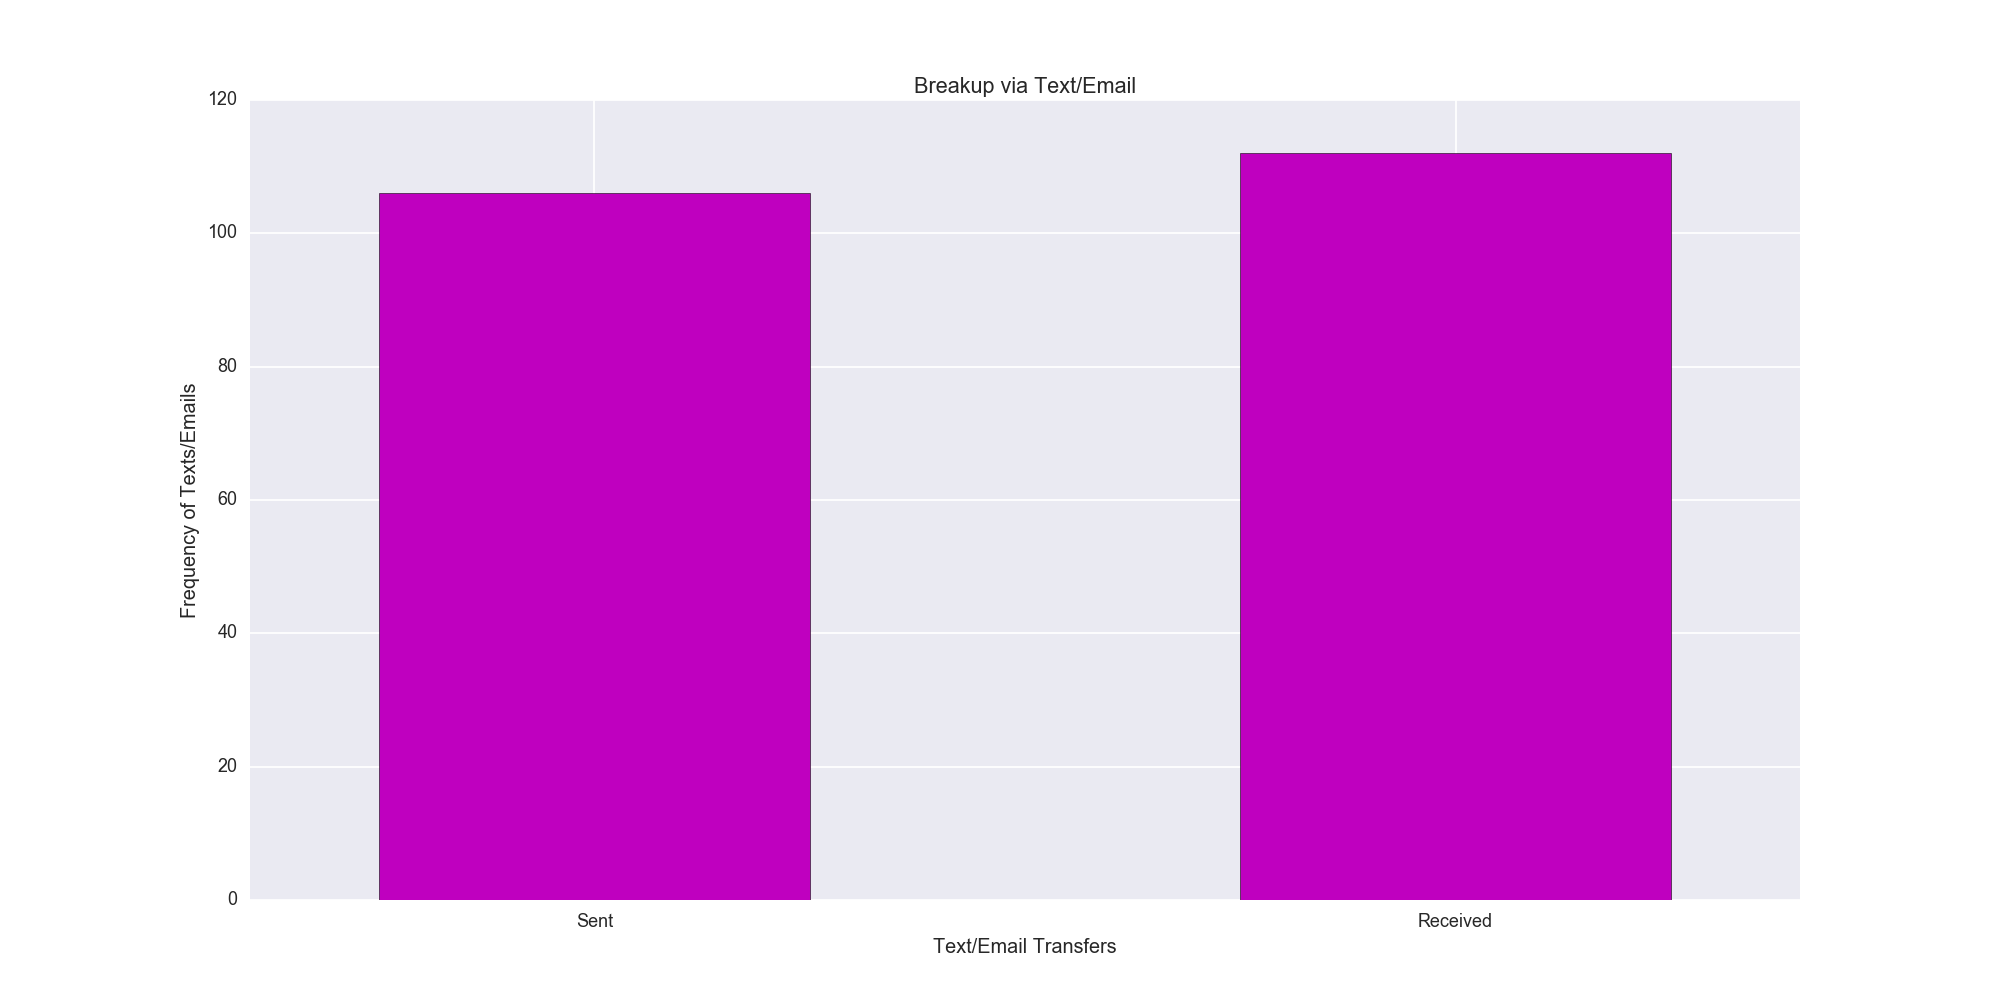 Breakup via Text/Email
120
100
80
60
40
20
0
Frequency of Texts/Emails
Sent
Received
Text/Email Transfers